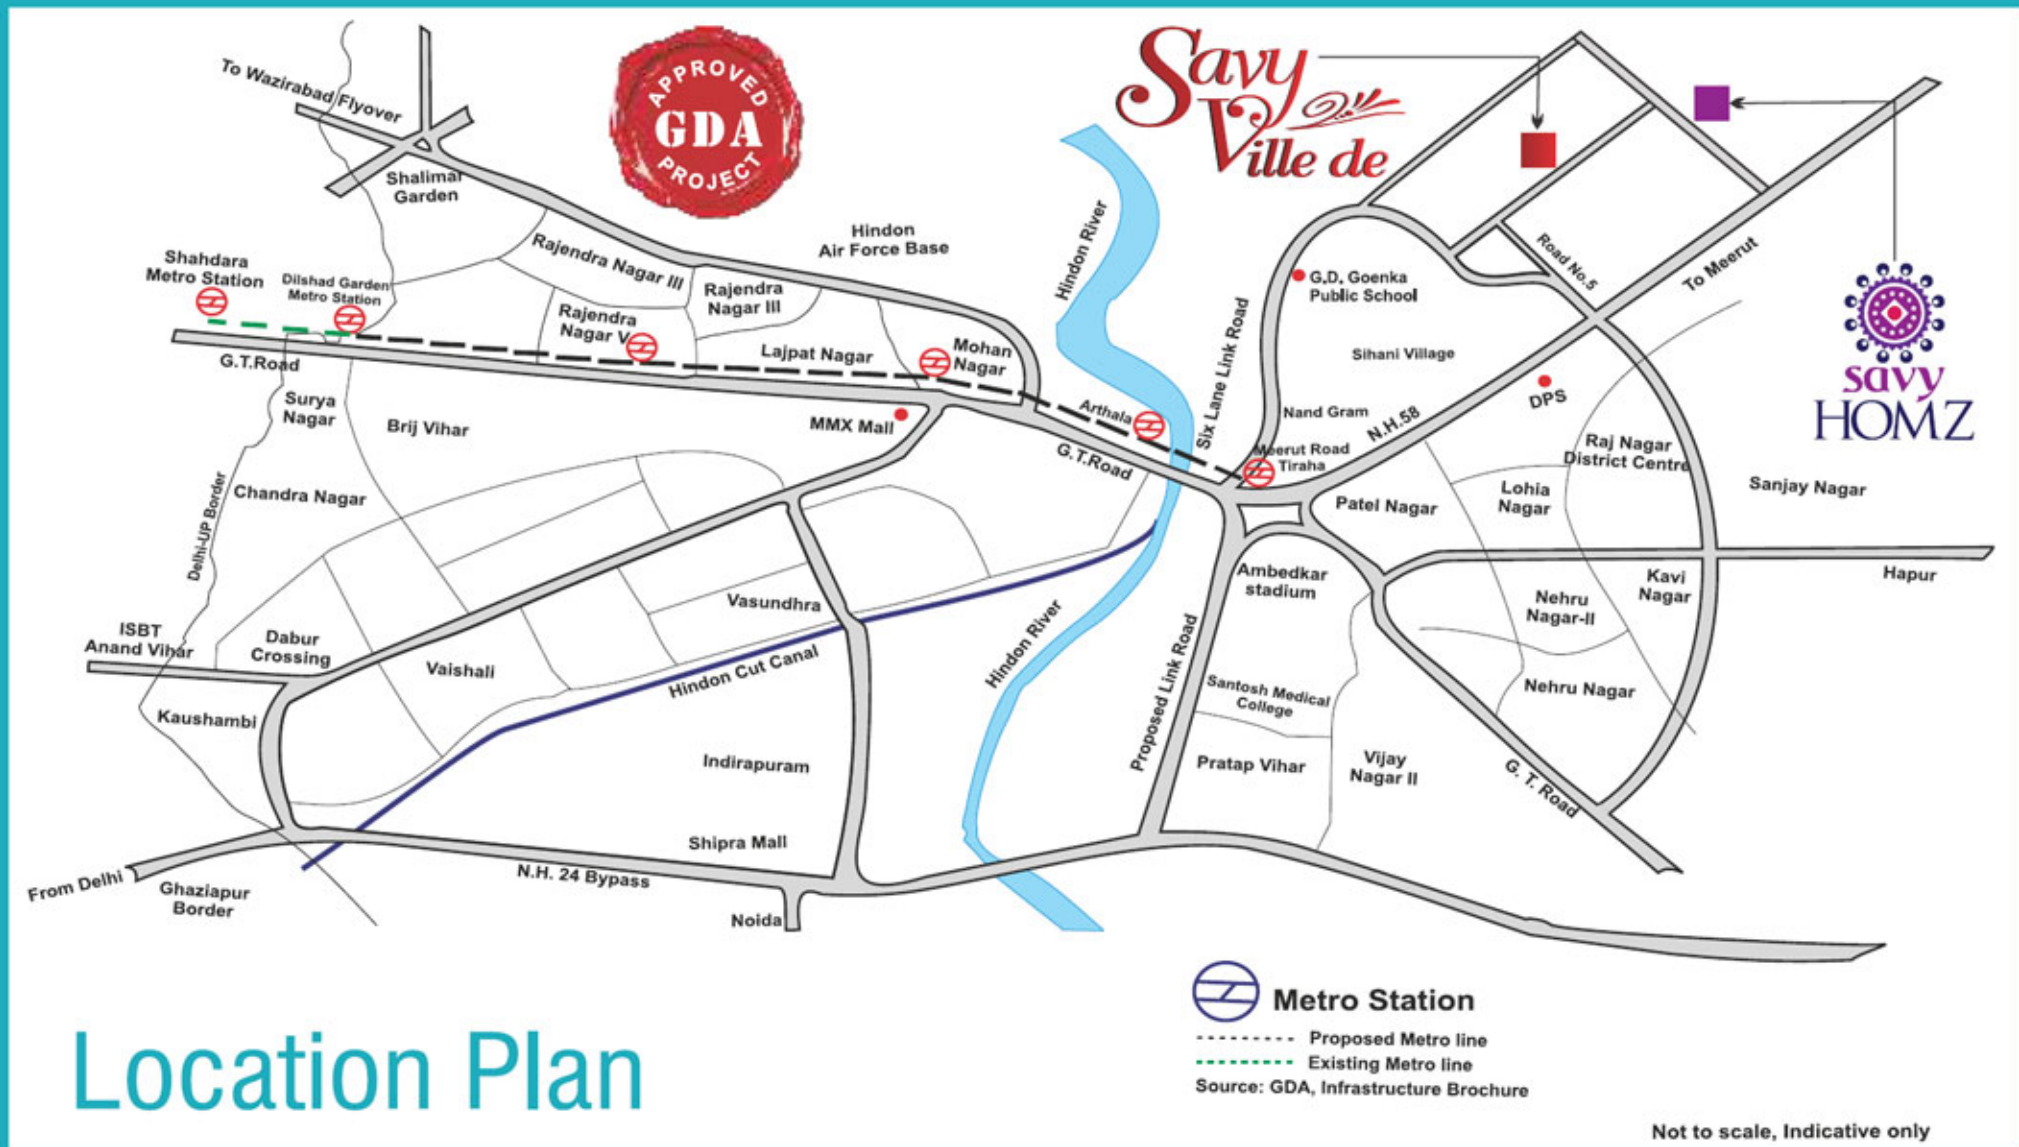 To Wazirabad Flyover
APPROVED
GDA
PROJECT
Savy
Ville de
Shalimar
Garden
Hindon
Air Force Base
Hindon River
Rajendra Nagar III
Rajendra
Nagar III
Shahdara
Metro Station
Dilshad Garden
Metro Station
Rajendra
Nagar V
Lajpat Nagar
Mohan
Nagar
G.T.Road
Surya
Nagar
Brij Vihar
MMX Mall
Arthala
G.T.Road
Six Lane Link Road
G.D. Goenka
Public School
Road No.5
To Meerut
Sihani Village
Nand Gram
N.H.58
Meerut Road
Tiraha
DPS
savy
HOMZ
Raj Nagar
District Centre
Lohia
Nagar
Patel Nagar
Sanjay Nagar
Chandra Nagar
Delhi-UP Border
ISBT
Anand Vihar
Dabur
Crossing
Vaishali
Vasundhra
Hindon Cut Canal
Hindon River
Ambedkar
stadium
Proposed Link Road
Kavi
Nagar
Hapur
Nehru
Nagar-II
Nehru Nagar
Santosh Medical
College
Kaushambi
Indirapuram
Pratap Vihar
Vijay
Nagar II
G. T. Road
Shipra Mall
N.H. 24 Bypass
From Delhi
Ghaziapur
Border
Noida
Metro Station
Proposed Metro line
Existing Metro line
Source: GDA, Infrastructure Brochure
Location Plan
Not to scale, Indicative only